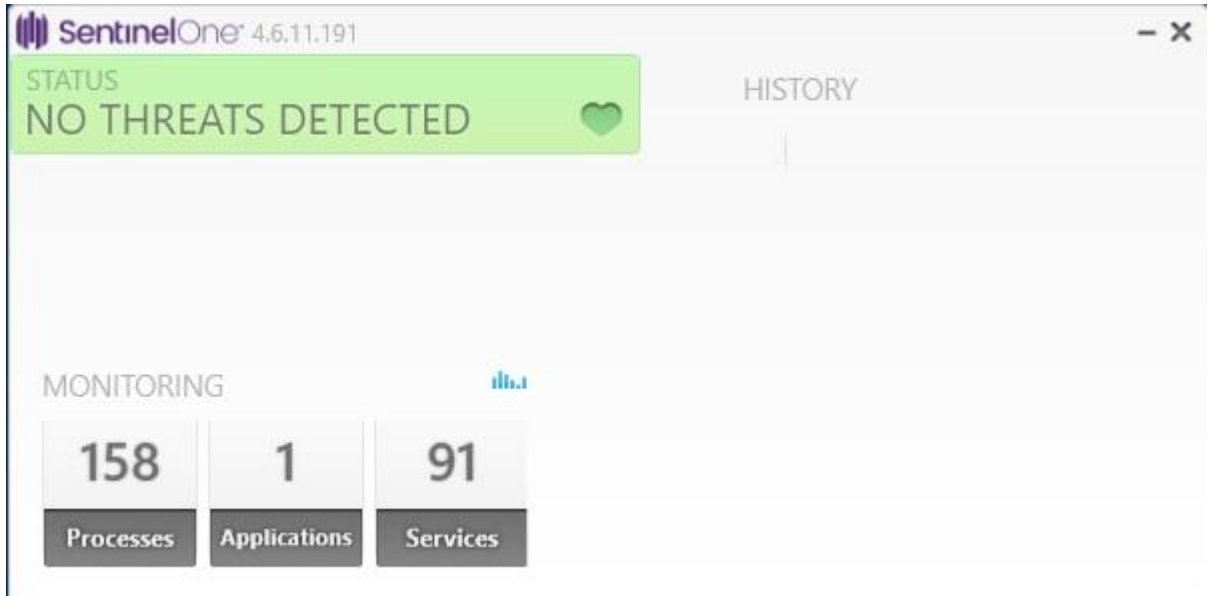 SentinelOne 4.6.11.191
STATUS
NO THREATS DETECTED
HISTORY
MONITORING
158 1 91
Processes Applications Services